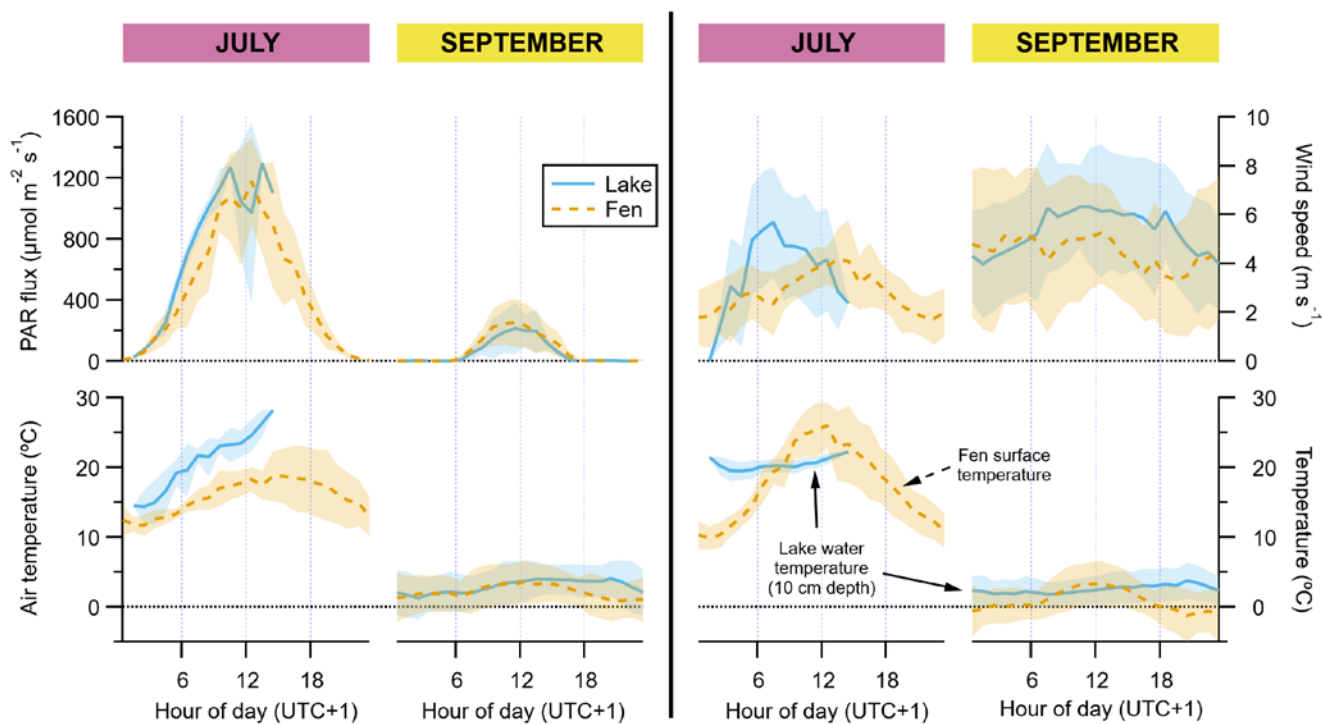 JULY
SEPTEMBER
JULY
SEPTEMBER
PAR flux (µmol m⁻² s⁻¹)
1600
1200
800
400
0
Lake
Fen
10
8
6
4
2
0
Wind speed (m s⁻¹)
Air temperature (ºC)
30
20
10
0
Fen surface
temperature
Lake water
temperature
(10 cm depth)
30
20
10
0
Temperature (ºC)
6
12
18
6
12
18
6
12
18
6
12
18
Hour of day (UTC+1)
Hour of day (UTC+1)
Hour of day (UTC+1)
Hour of day (UTC+1)